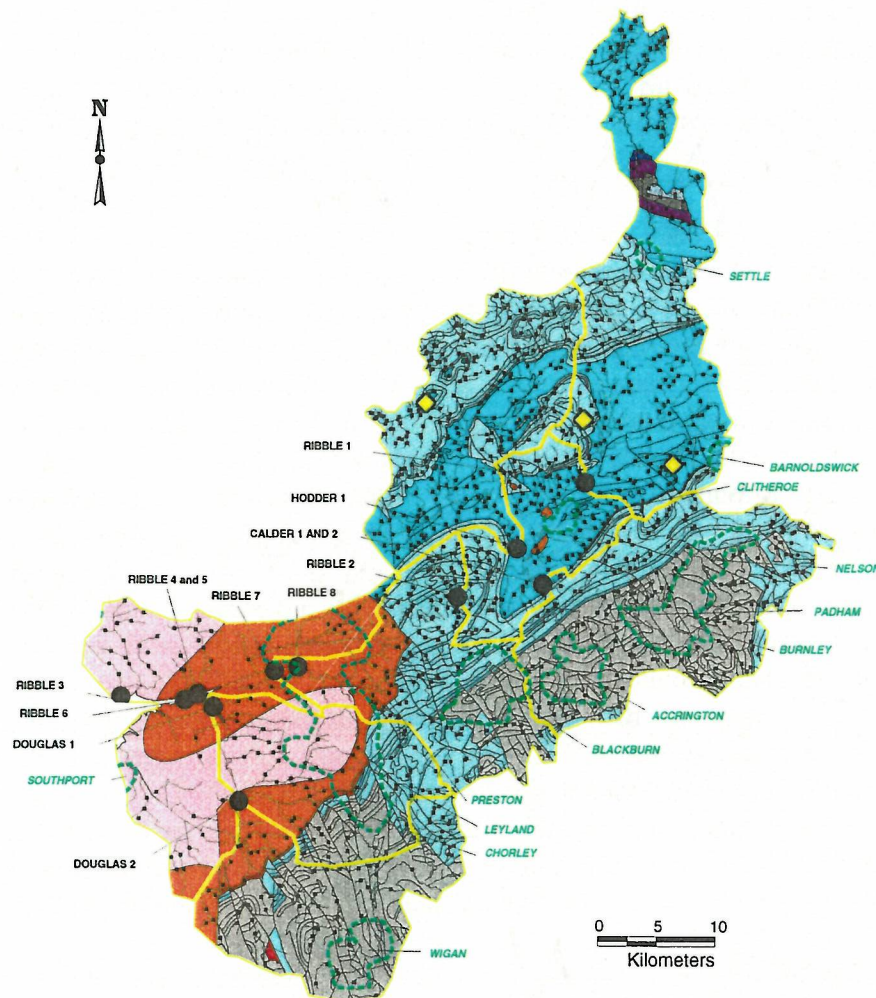 N
SETTLE
RIBBLE 1
BARNOLDSWICK
CLITHEROE
HODDER 1
CALDER 1 AND 2
RIBBLE 2
NELSON
RIBBLE 4 and 5
RIBBLE 7
RIBBLE 8
PADHAM
BURNLEY
RIBBLE 3
RIBBLE 6
ACCRINGTON
DOUGLAS 1
BLACKBURN
SOUTHPORT
PRESTON
LEYLAND
CHORLEY
DOUGLAS 2
WIGAN
0 5 10
Kilometers